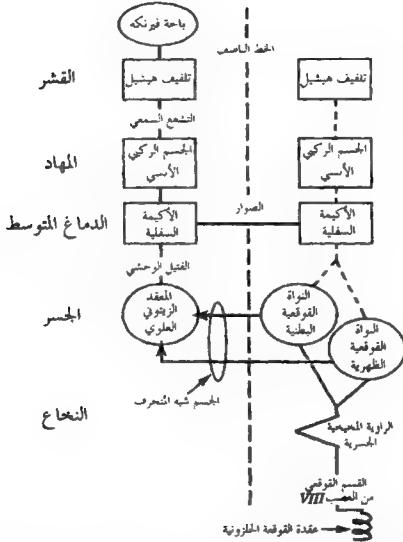 باحة فيرنكه
الخط الناصف
القشر
تلفيف هيشيل
تلفيف هيشيل
التشعع السمعي
المهاد
الجسم الركبي
الأنسي
الجسم الركبي
الأنسي
الدماغ المتوسط
الأكيمة
السفلية
الصوار
الأكيمة
السفلية
الفتيل الوحشي
الجسر
المعقد
الزيتوني
العلوي
النواة
القوقعية
البطنية
النواة
القوقعية
الظهرية
الجسم شبه المنحرف
النخاع
الزاوية المخيخية
الجسرية
القسم القوقعي
من العصب VIII
عقدة القوقعة الحلزونية